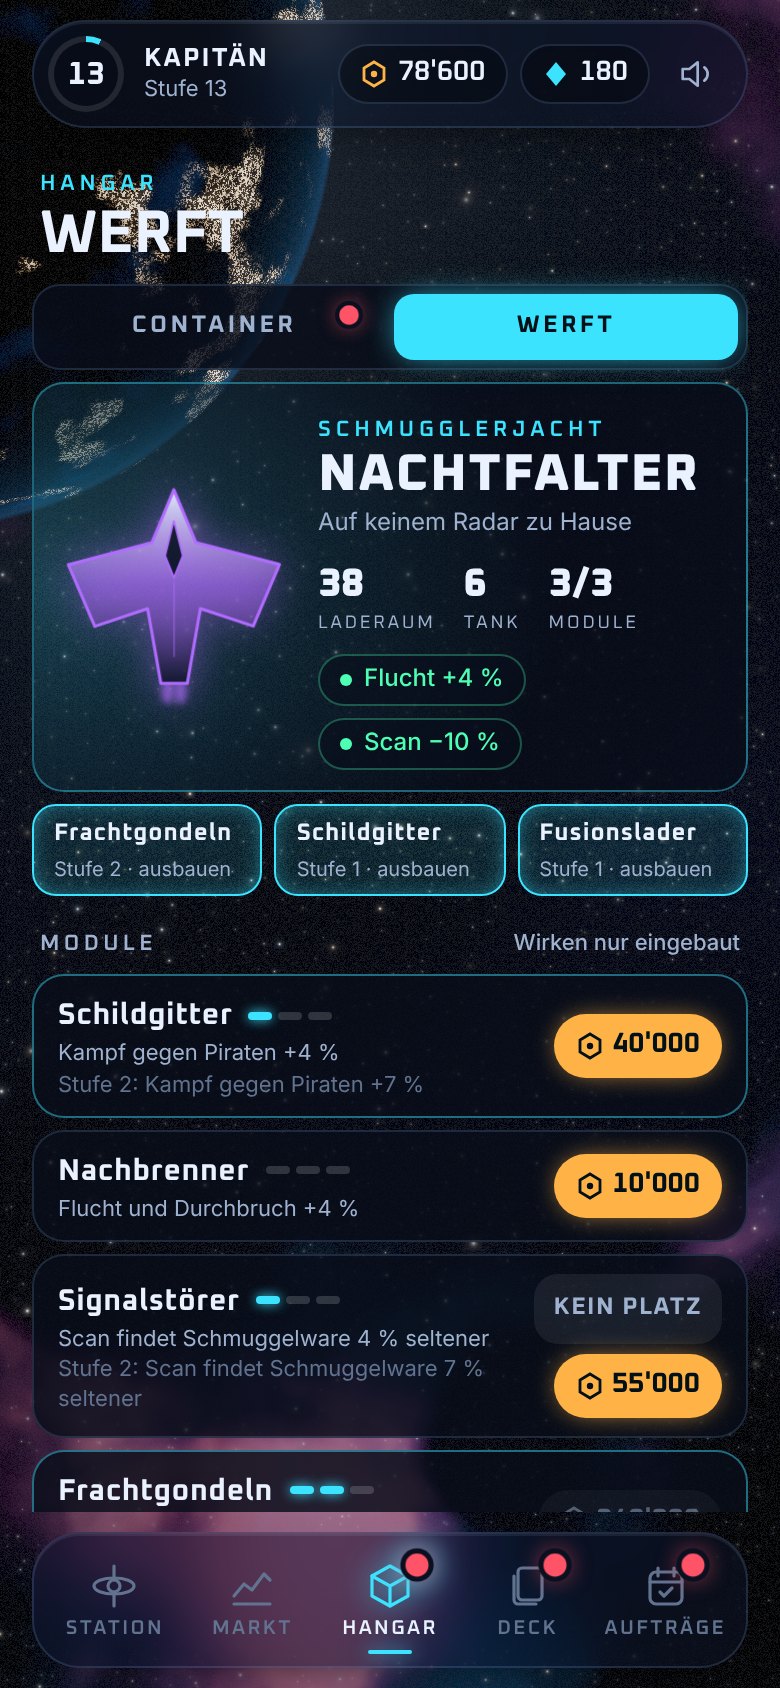 13
KAPITÄN
Stufe 13
78'600
180
HANGAR
WERFT
CONTAINER
WERFT
SCHMUGGLERJACHT
NACHTFALTER
Auf keinem Radar zu Hause
38
6
3/3
LADERAUM
TANK
MODULE
Flucht +4 %
Scan −10 %
Frachtgondeln
Stufe 2 · ausbauen
Schildgitter
Stufe 1 · ausbauen
Fusionslader
Stufe 1 · ausbauen
MODULE
Wirken nur eingebaut
Schildgitter
Kampf gegen Piraten +4 %
Stufe 2: Kampf gegen Piraten +7 %
40'000
Nachbrenner
Flucht und Durchbruch +4 %
10'000
Signalstörer
Scan findet Schmuggelware 4 % seltener
Stufe 2: Scan findet Schmuggelware 7 %
seltener
KEIN PLATZ
55'000
Frachtgondeln
STATION
MARKT
HANGAR
DECK
AUFTRÄGE